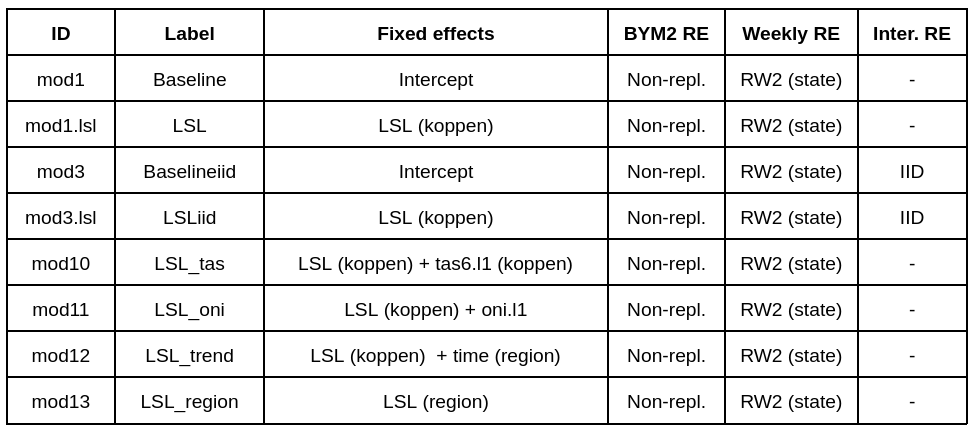 ID Label Fixed effects BYM2 RE Weekly RE Inter. RE
mod1 Baseline Intercept Non-repl. RW2 (state) -
mod1.lsl LSL LSL (koppen) Non-repl. RW2 (state) -
mod3 Baselineiid Intercept Non-repl. RW2 (state) IID
mod3.lsl LSLiid LSL (koppen) Non-repl. RW2 (state) IID
mod10 LSL_tas LSL (koppen) + tas6.l1 (koppen) Non-repl. RW2 (state) -
mod11 LSL_oni LSL (koppen) + oni.l1 Non-repl. RW2 (state) -
mod12 LSL_trend LSL (koppen)  + time (region) Non-repl. RW2 (state) -
mod13 LSL_region LSL (region) Non-repl. RW2 (state) -